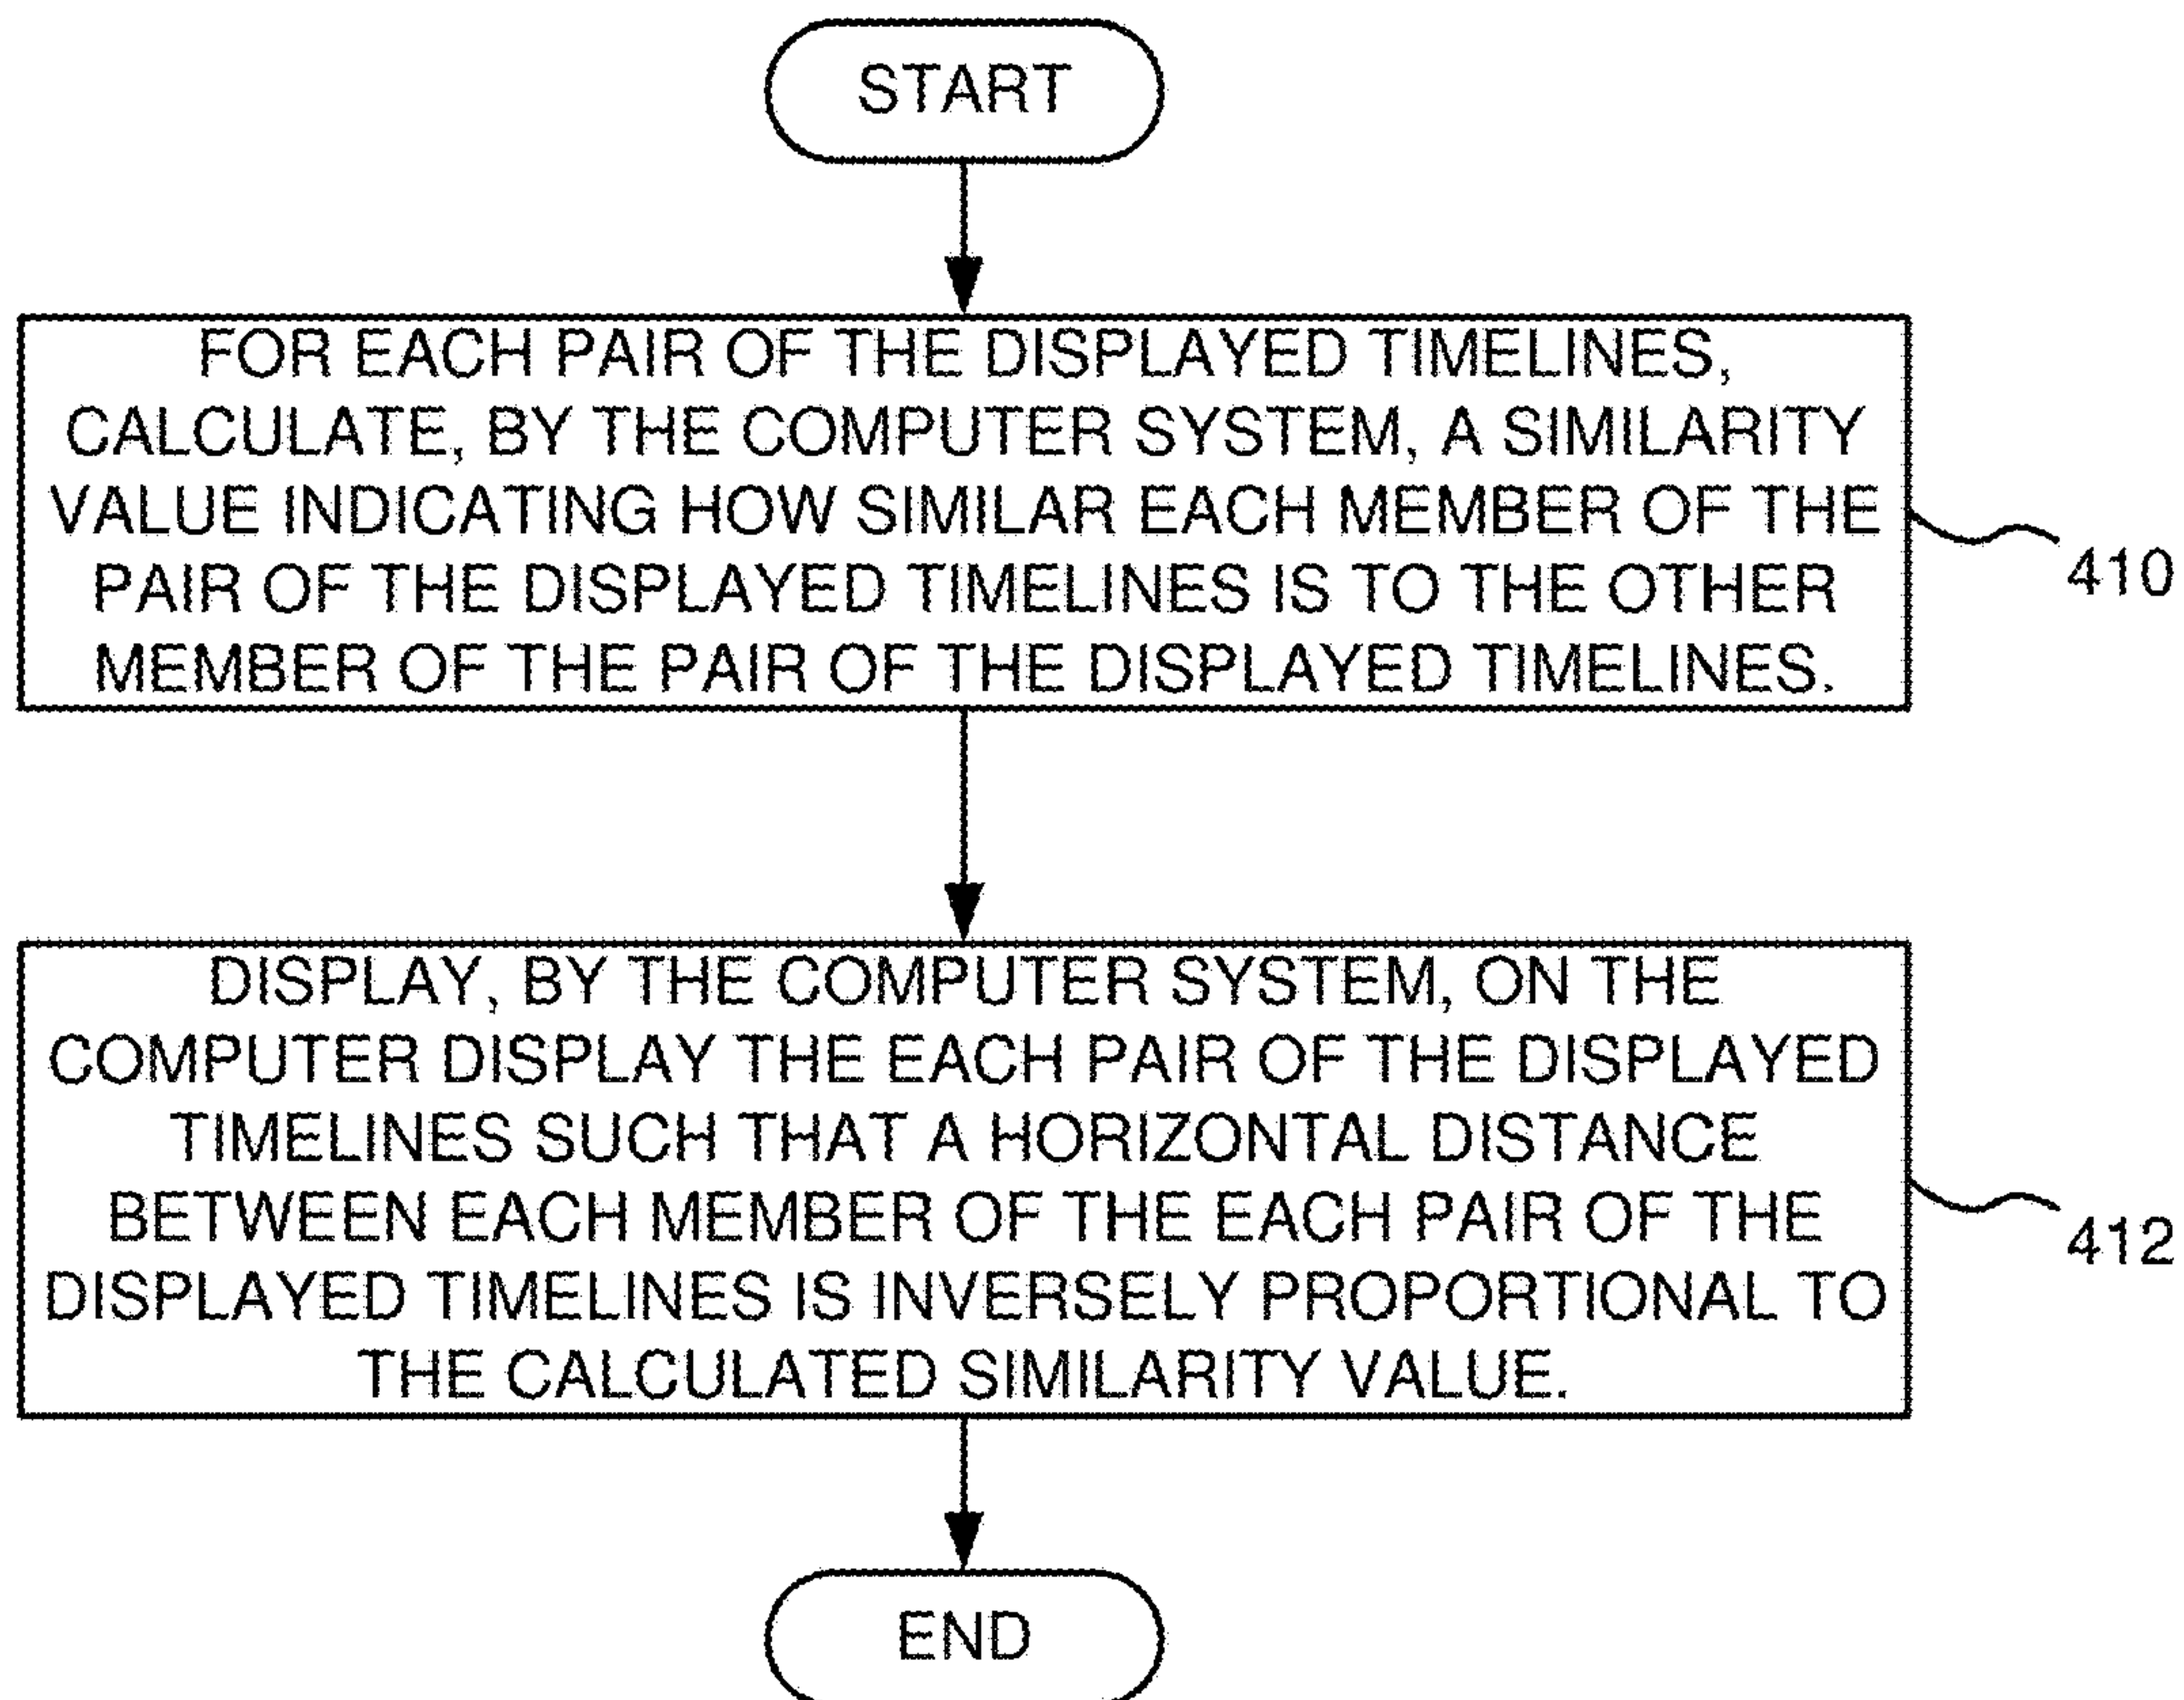 START
FOR EACH PAIR OF THE DISPLAYED TIMELINES,
CALCULATE, BY THE COMPUTER SYSTEM, A SIMILARITY
VALUE INDICATING HOW SIMILAR EACH MEMBER OF THE
PAIR OF THE DISPLAYED TIMELINES IS TO THE OTHER
MEMBER OF THE PAIR OF THE DISPLAYED TIMELINES.
410
DISPLAY, BY THE COMPUTER SYSTEM, ON THE
COMPUTER DISPLAY THE EACH PAIR OF THE DISPLAYED
TIMELINES SUCH THAT A HORIZONTAL DISTANCE
BETWEEN EACH MEMBER OF THE EACH PAIR OF THE
DISPLAYED TIMELINES IS INVERSELY PROPORTIONAL TO
THE CALCULATED SIMILARITY VALUE.
412
END